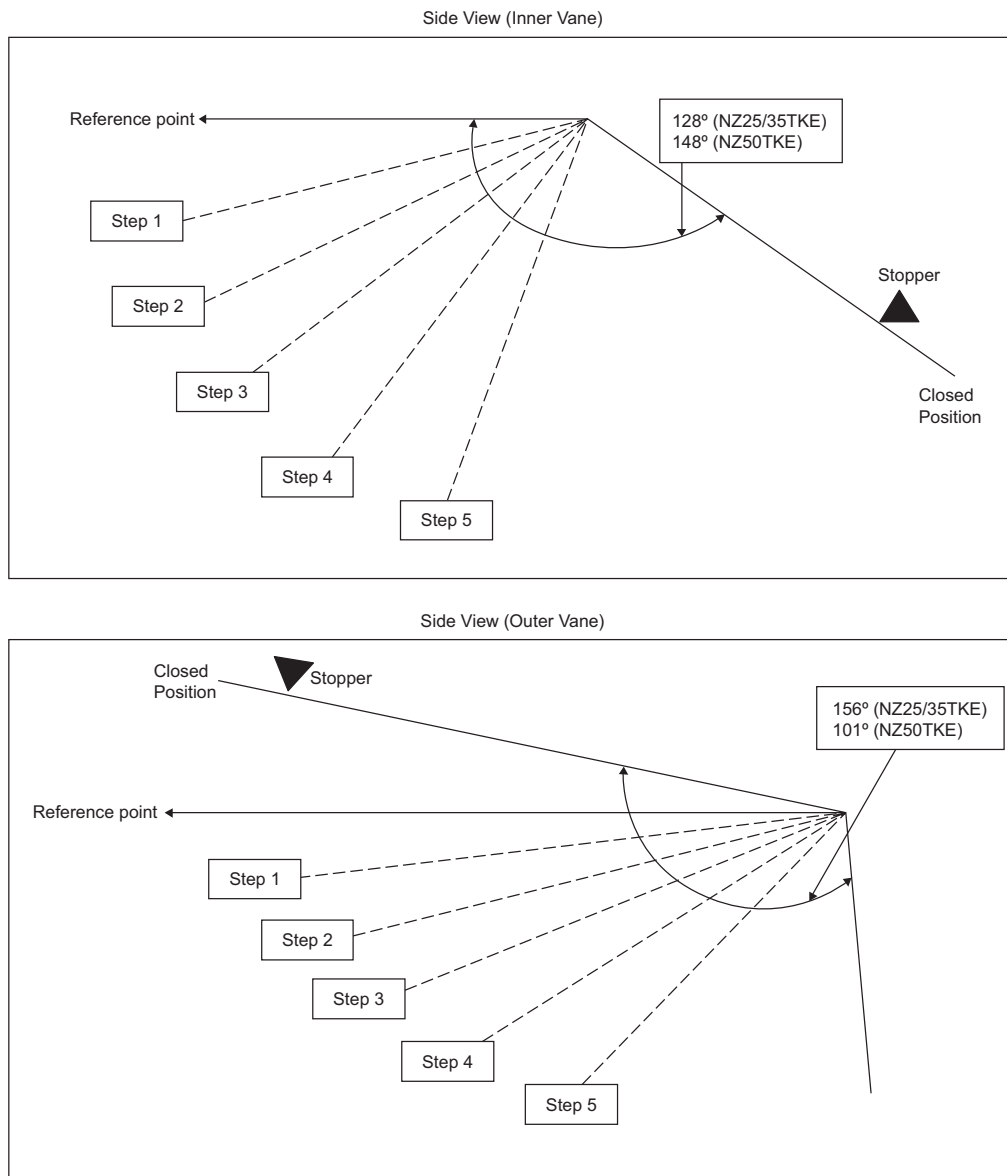 Side View (Inner Vane)
Reference point
128º (NZ25/35TKE)
148º (NZ50TKE)
Step 1
Step 2
Stopper
Step 3
Closed
Position
Step 4
Step 5
Side View (Outer Vane)
Closed
Position
Stopper
156º (NZ25/35TKE)
101º (NZ50TKE)
Reference point
Step 1
Step 2
Step 3
Step 4
Step 5